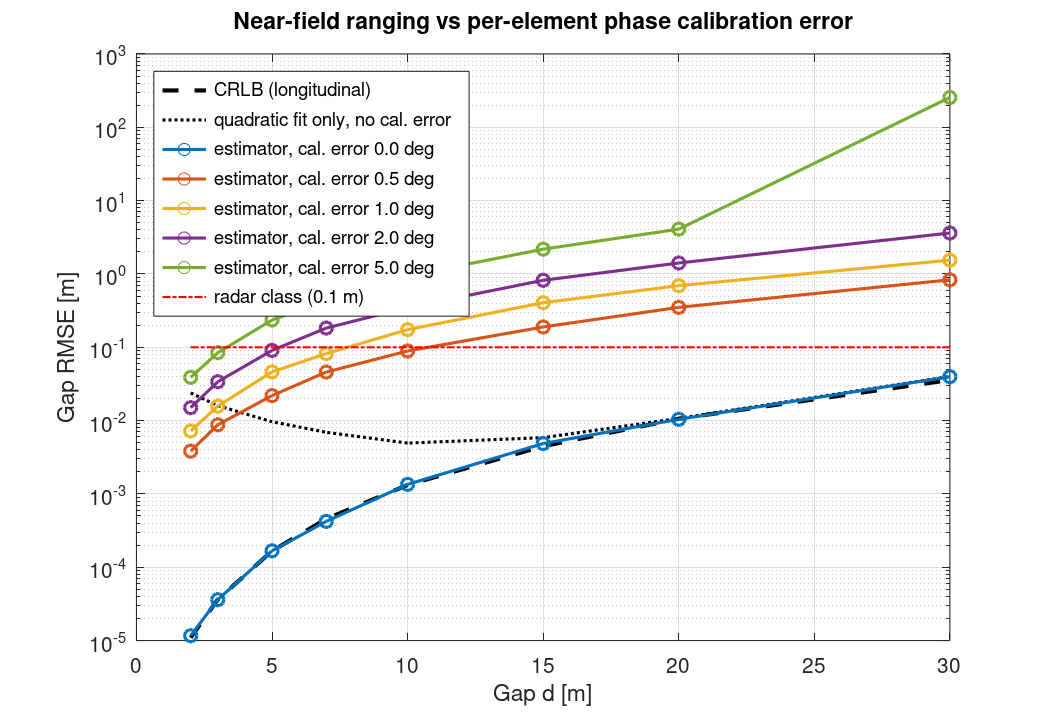 Near-field ranging vs per-element phase calibration error
CRLB (longitudinal)
quadratic fit only, no cal. error
estimator, cal. error 0.0 deg
estimator, cal. error 0.5 deg
estimator, cal. error 1.0 deg
estimator, cal. error 2.0 deg
estimator, cal. error 5.0 deg
radar class (0.1 m)
Gap RMSE [m]
10^3
10^2
10^1
10^0
10^-1
10^-2
10^-3
10^-4
10^-5
0 5 10 15 20 25 30
Gap d [m]